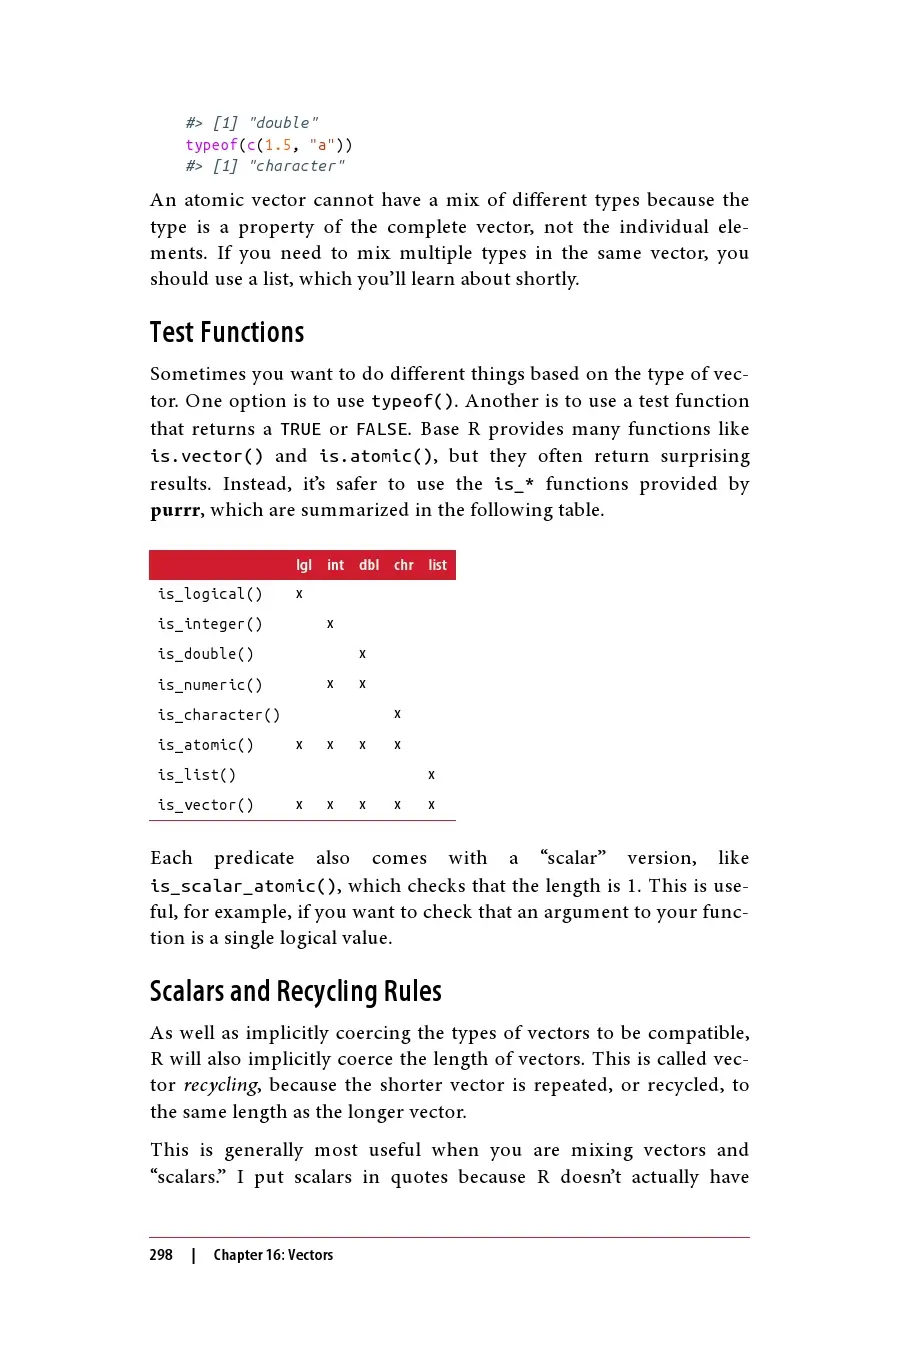 #> [1] "double"
typeof(c(1.5, "a"))
#> [1] "character"
An atomic vector cannot have a mix of different types because the
type is a property of the complete vector, not the individual ele-
ments. If you need to mix multiple types in the same vector, you
should use a list, which you’ll learn about shortly.
Test Functions
Sometimes you want to do different things based on the type of vec-
tor. One option is to use typeof(). Another is to use a test function
that returns a TRUE or FALSE. Base R provides many functions like
is.vector() and is.atomic(), but they often return surprising
results. Instead, it’s safer to use the is_* functions provided by
purrr, which are summarized in the following table.
lgl int dbl chr list
is_logical() x
is_integer() x
is_double() x
is_numeric() x x
is_character() x
is_atomic() x x x x
is_list() x
is_vector() x x x x x
Each predicate also comes with a “scalar” version, like
is_scalar_atomic(), which checks that the length is 1. This is use-
ful, for example, if you want to check that an argument to your func-
tion is a single logical value.
Scalars and Recycling Rules
As well as implicitly coercing the types of vectors to be compatible,
R will also implicitly coerce the length of vectors. This is called vec-
tor recycling, because the shorter vector is repeated, or recycled, to
the same length as the longer vector.
This is generally most useful when you are mixing vectors and
“scalars.” I put scalars in quotes because R doesn’t actually have
298 | Chapter 16: Vectors